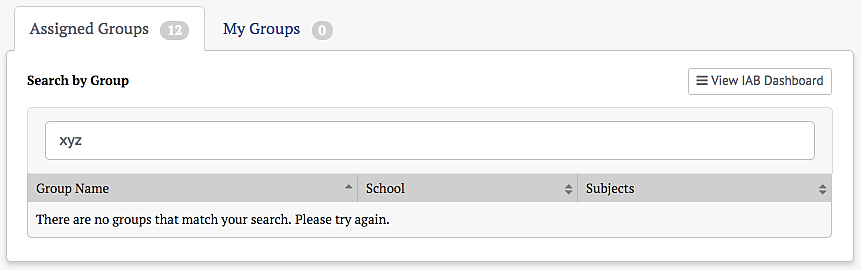 Assigned Groups 12 My Groups 0
Search by Group View IAB Dashboard
xyz
Group Name School Subjects
There are no groups that match your search. Please try again.